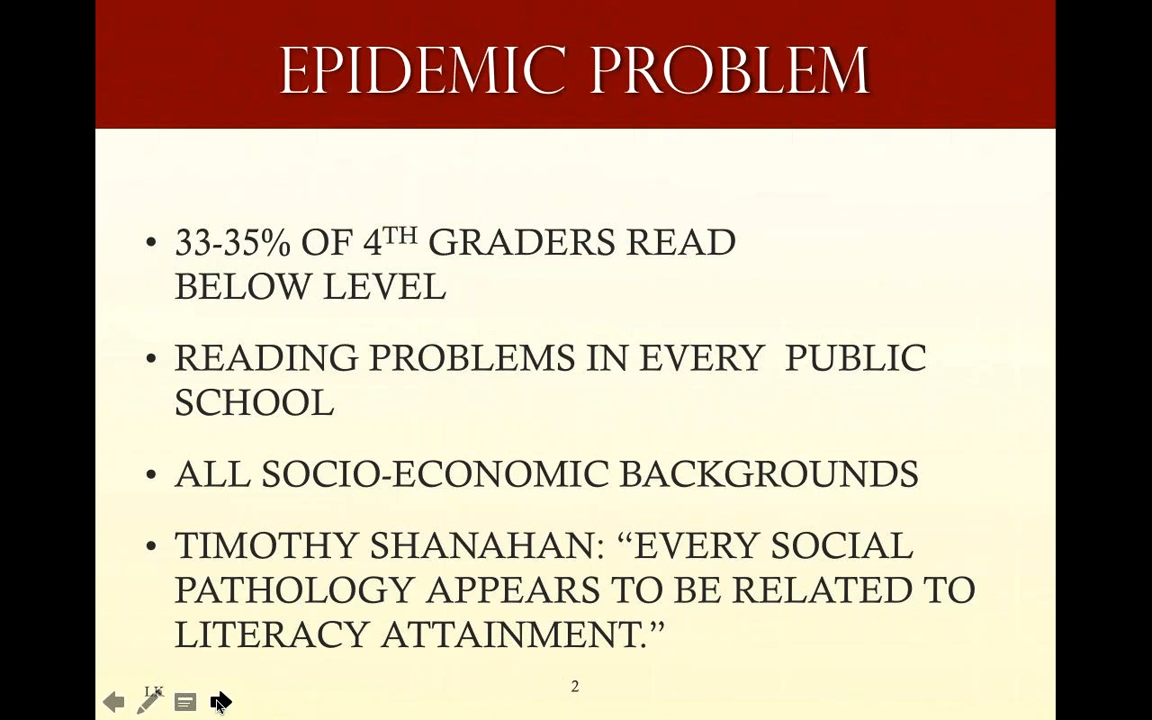 EPIDEMIC PROBLEM
• 33-35% OF 4TH GRADERS READ
BELOW LEVEL
• READING PROBLEMS IN EVERY PUBLIC
SCHOOL
• ALL SOCIO-ECONOMIC BACKGROUNDS
• TIMOTHY SHANAHAN: “EVERY SOCIAL
PATHOLOGY APPEARS TO BE RELATED TO
LITERACY ATTAINMENT.”
2